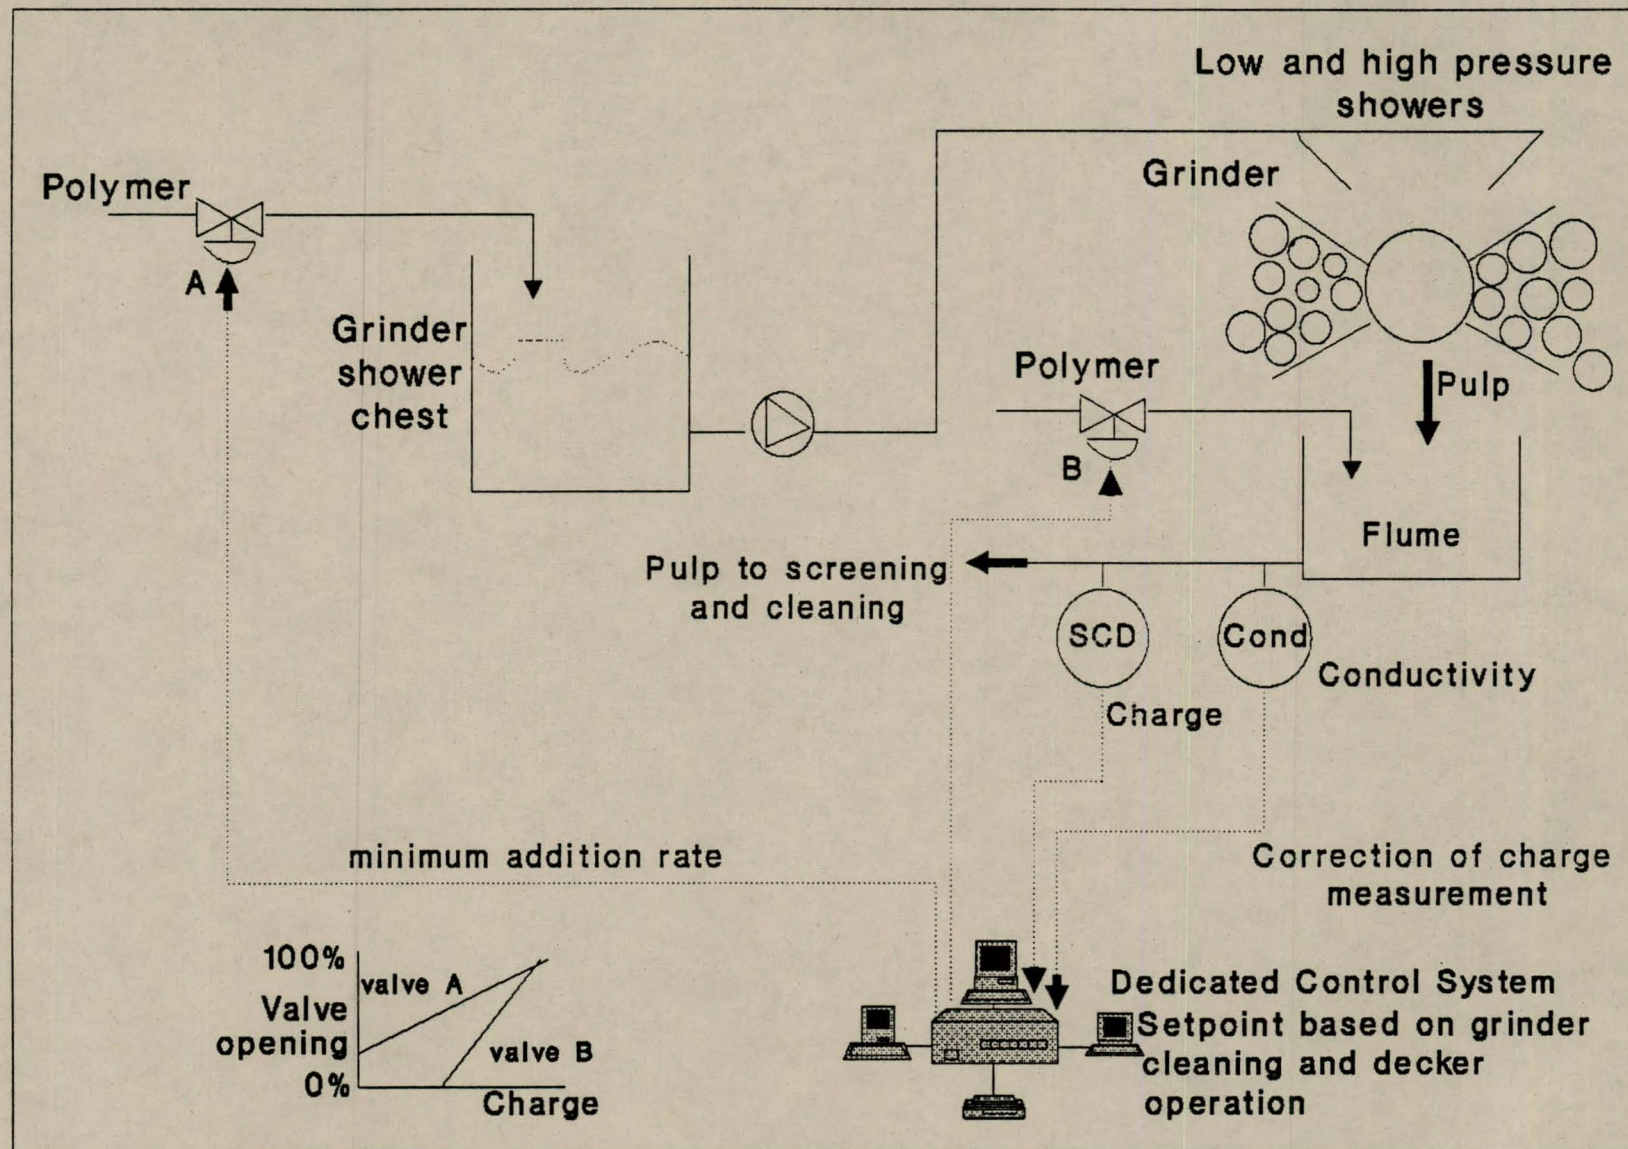 Low and high pressure
showers
Polymer
Grinder
A
Grinder
shower
chest
Polymer
Pulp
B
Flume
Pulp to screening
and cleaning
SCD
Cond
Conductivity
Charge
minimum addition rate
Correction of charge
measurement
100%
valve A
Valve
opening
valve B
0%
Charge
Dedicated Control System
Setpoint based on grinder
cleaning and decker
operation